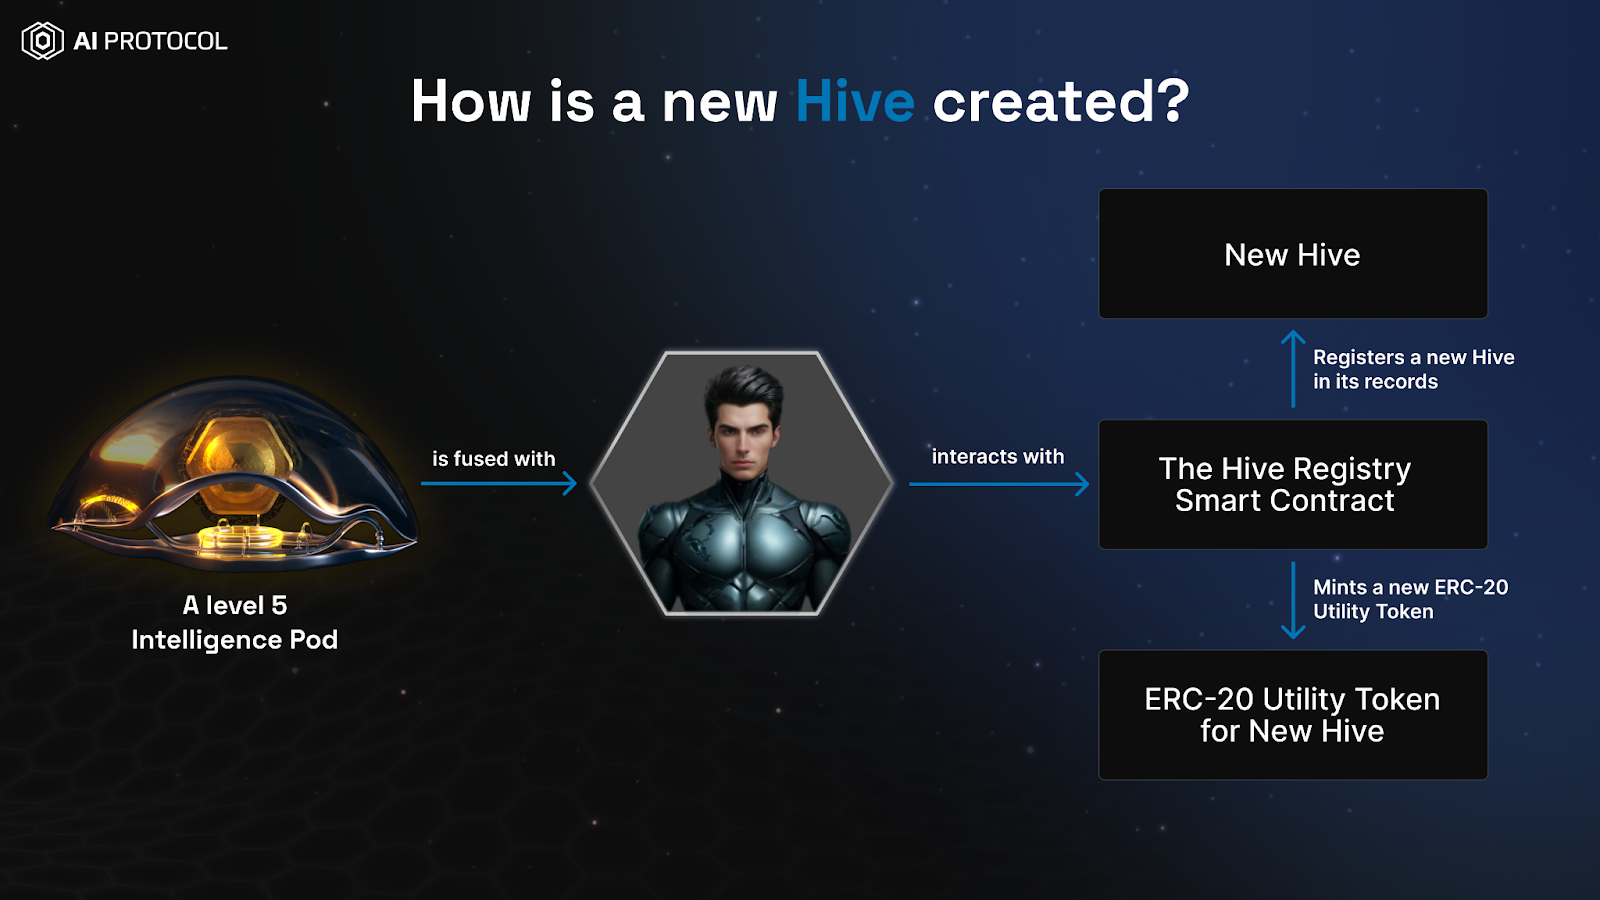 AI PROTOCOL
How is a new Hive created?
New Hive
Registers a new Hive
in its records
is fused with
interacts with
The Hive Registry
Smart Contract
A level 5
Intelligence Pod
Mints a new ERC-20
Utility Token
ERC-20 Utility Token
for New Hive